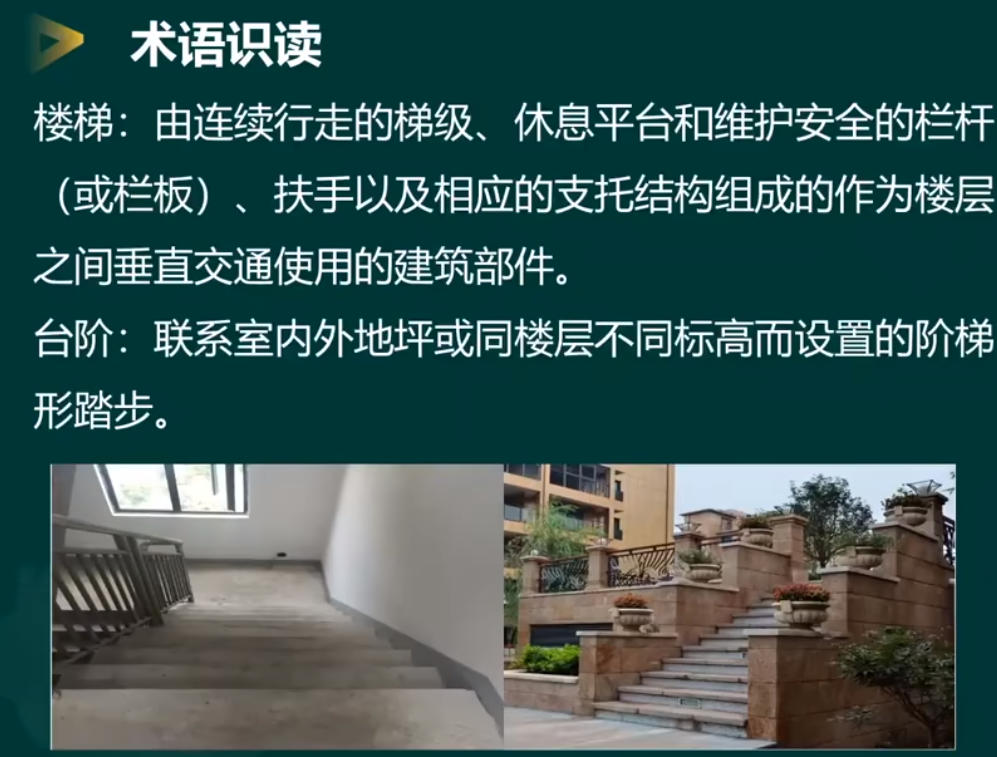 术语识读
楼梯：由连续行走的梯级、休息平台和维护安全的栏杆
（或栏板）、扶手以及相应的支托结构组成的作为楼层
之间垂直交通使用的建筑部件。
台阶：联系室内外地坪或同楼层不同标高而设置的阶梯
形踏步。